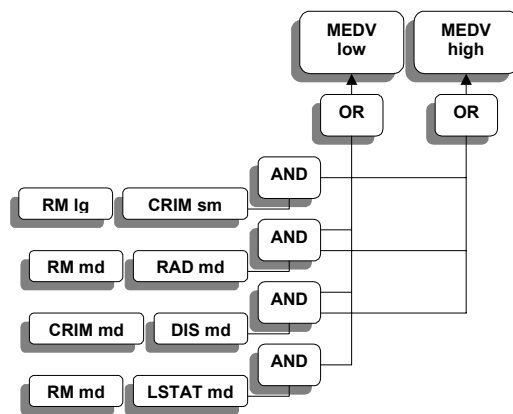 MEDV low
MEDV high
OR
OR
AND
RM lg
CRIM sm
AND
RM md
RAD md
AND
CRIM md
DIS md
AND
RM md
LSTAT md